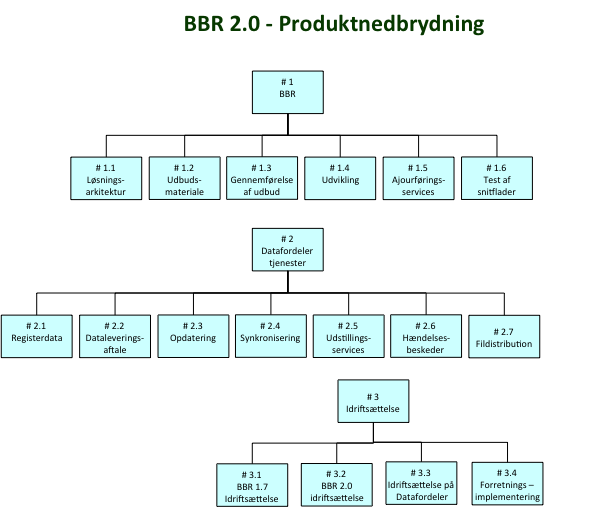 BBR 2.0 - Produktnedbrydning
# 1
BBR
# 1.1
Løsnings-
arkitektur
# 1.2
Udbuds-
materiale
# 1.3
Gennemførelse
af udbud
# 1.4
Udvikling
# 1.5
Ajourførings-
services
# 1.6
Test af
snitflader
# 2
Datafordeler
tjenester
# 2.1
Registerdata
# 2.2
Dataleverings-
aftale
# 2.3
Opdatering
# 2.4
Synkronisering
# 2.5
Udstillings-
services
# 2.6
Hændelses-
beskeder
# 2.7
Fildistribution
# 3
Idriftsættelse
# 3.1
BBR 1.7
Idriftsættelse
# 3.2
BBR 2.0
idriftsættelse
# 3.3
Idriftsættelse på
Datafordeler
# 3.4
Forretnings –
implementering